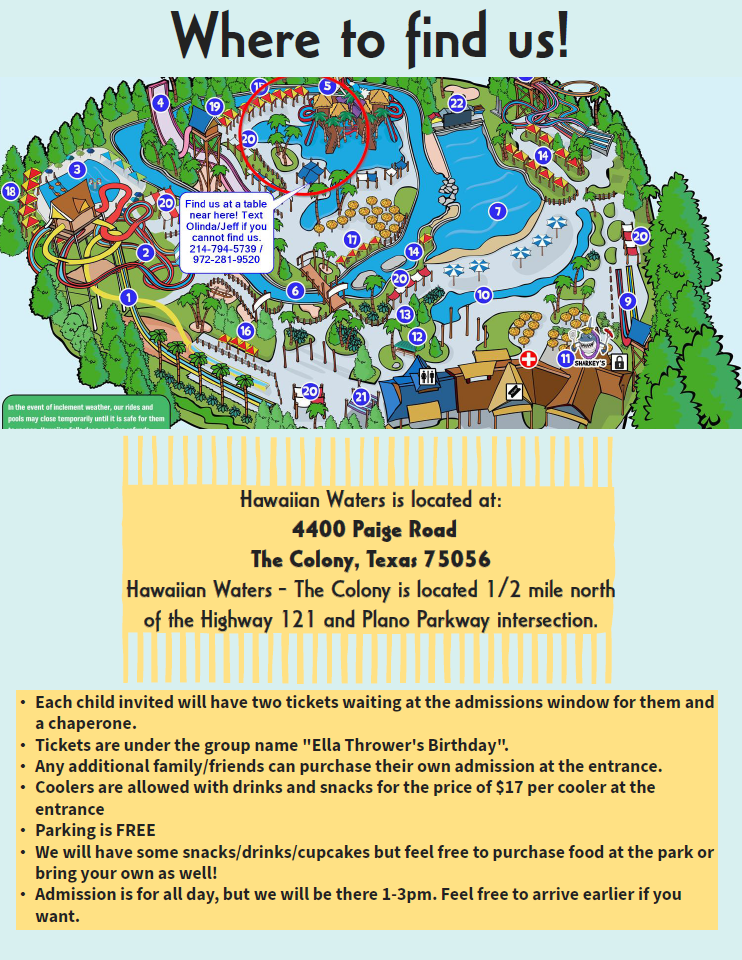 Where to find us!
4
19
15
5
22
3
20
14
18
20
Find us at a table
near here! Text
Olinda/Jeff if you
cannot find us.
214-794-5739 /
972-281-9520
7
17
20
2
14
20
6
10
1
9
13
16
12
11
SHARKEY'S
20
21
In the event of inclement weather, our rides and
pools may close temporarily until it is safe for them
Hawaiian Waters is located at:
4400 Paige Road
The Colony, Texas 75056
Hawaiian Waters - The Colony is located 1/2 mile north
of the Highway 121 and Plano Parkway intersection.
• Each child invited will have two tickets waiting at the admissions window for them and
a chaperone.
• Tickets are under the group name "Ella Thrower's Birthday".
• Any additional family/friends can purchase their own admission at the entrance.
• Coolers are allowed with drinks and snacks for the price of $17 per cooler at the
entrance
• Parking is FREE
• We will have some snacks/drinks/cupcakes but feel free to purchase food at the park or
bring your own as well!
• Admission is for all day, but we will be there 1-3pm. Feel free to arrive earlier if you
want.